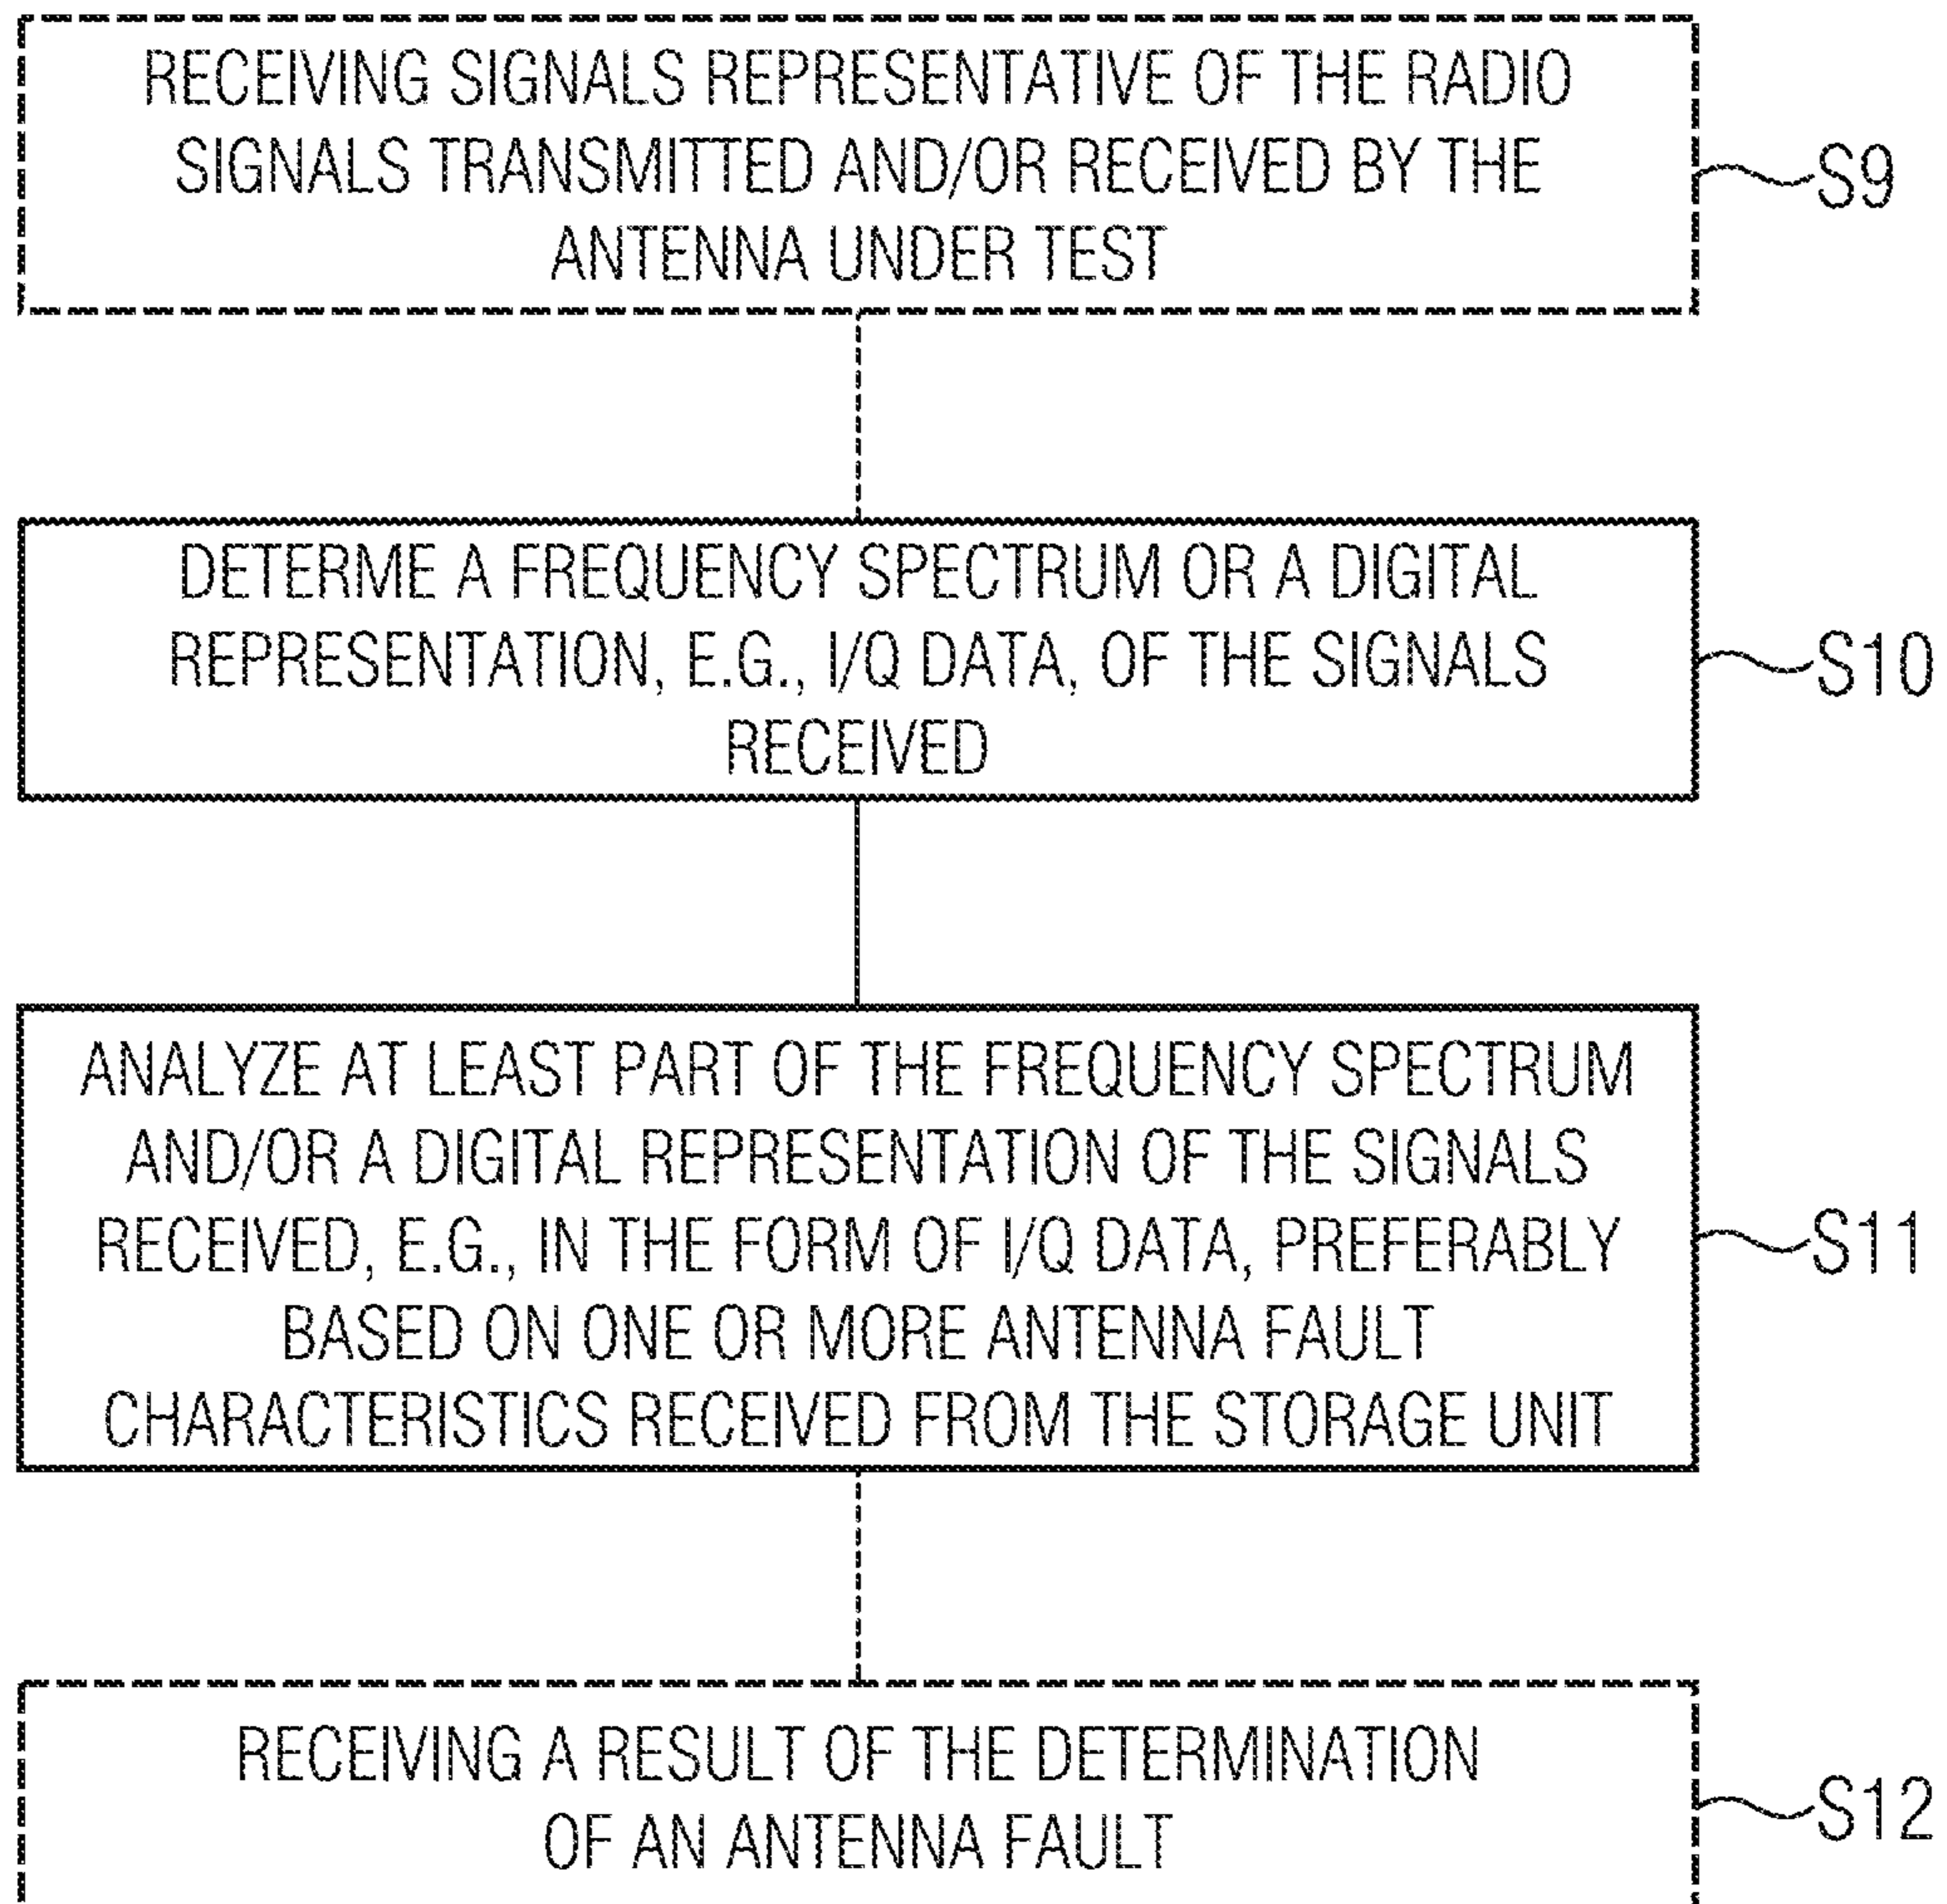 RECEIVING SIGNALS REPRESENTATIVE OF THE RADIO
SIGNALS TRANSMITTED AND/OR RECEIVED BY THE
ANTENNA UNDER TEST
S9
DETERME A FREQUENCY SPECTRUM OR A DIGITAL
REPRESENTATION, E.G., I/Q DATA, OF THE SIGNALS
RECEIVED
S10
ANALYZE AT LEAST PART OF THE FREQUENCY SPECTRUM
AND/OR A DIGITAL REPRESENTATION OF THE SIGNALS
RECEIVED, E.G., IN THE FORM OF I/Q DATA, PREFERABLY
BASED ON ONE OR MORE ANTENNA FAULT
CHARACTERISTICS RECEIVED FROM THE STORAGE UNIT
S11
RECEIVING A RESULT OF THE DETERMINATION
OF AN ANTENNA FAULT
S12